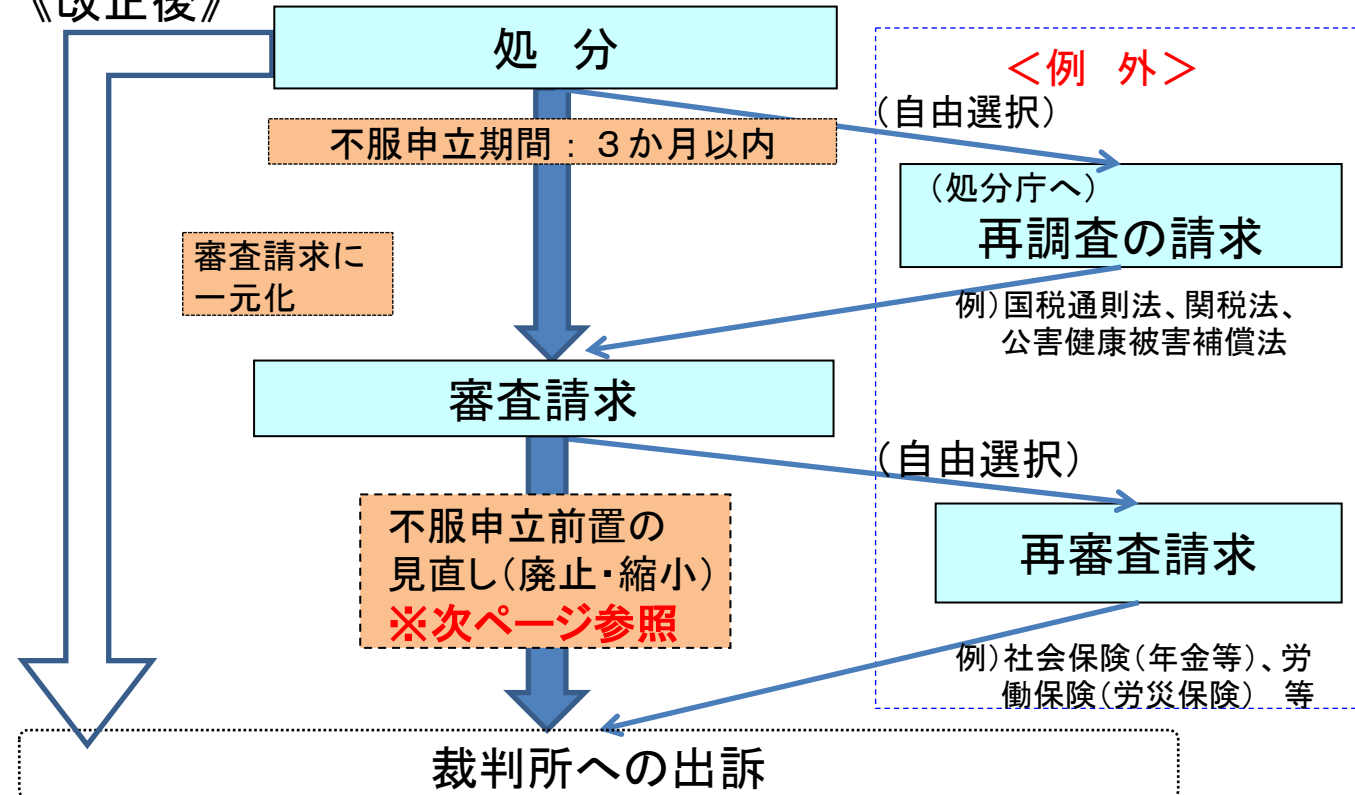 《改正後》
処 分
＜例 外＞
(自由選択)
不服申立期間：３か月以内
(処分庁へ)
再調査の請求
審査請求に
一元化
例)国税通則法、関税法、
公害健康被害補償法
審査請求
(自由選択)
不服申立前置の
見直し(廃止・縮小)
※次ページ参照
再審査請求
例)社会保険(年金等)、労
働保険(労災保険) 等
裁判所への出訴